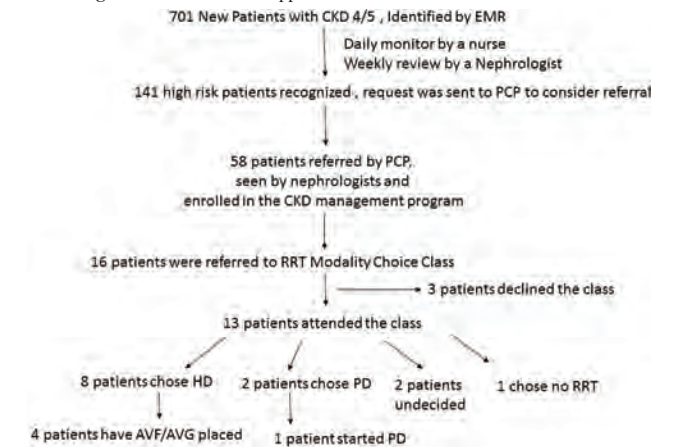 701 New Patients with CKD 4/5 , Identified by EMR
Daily monitor by a nurse
Weekly review by a Nephrologist
141 high risk patients recognized , request was sent to PCP to consider referral
58 patients referred by PCP,
seen by nephrologists and
enrolled in the CKD management program
16 patients were referred to RRT Modality Choice Class
3 patients declined the class
13 patients attended the class
8 patients chose HD
2 patients chose PD
2 patients
undecided
1 chose no RRT
4 patients have AVF/AVG placed
1 patient started PD